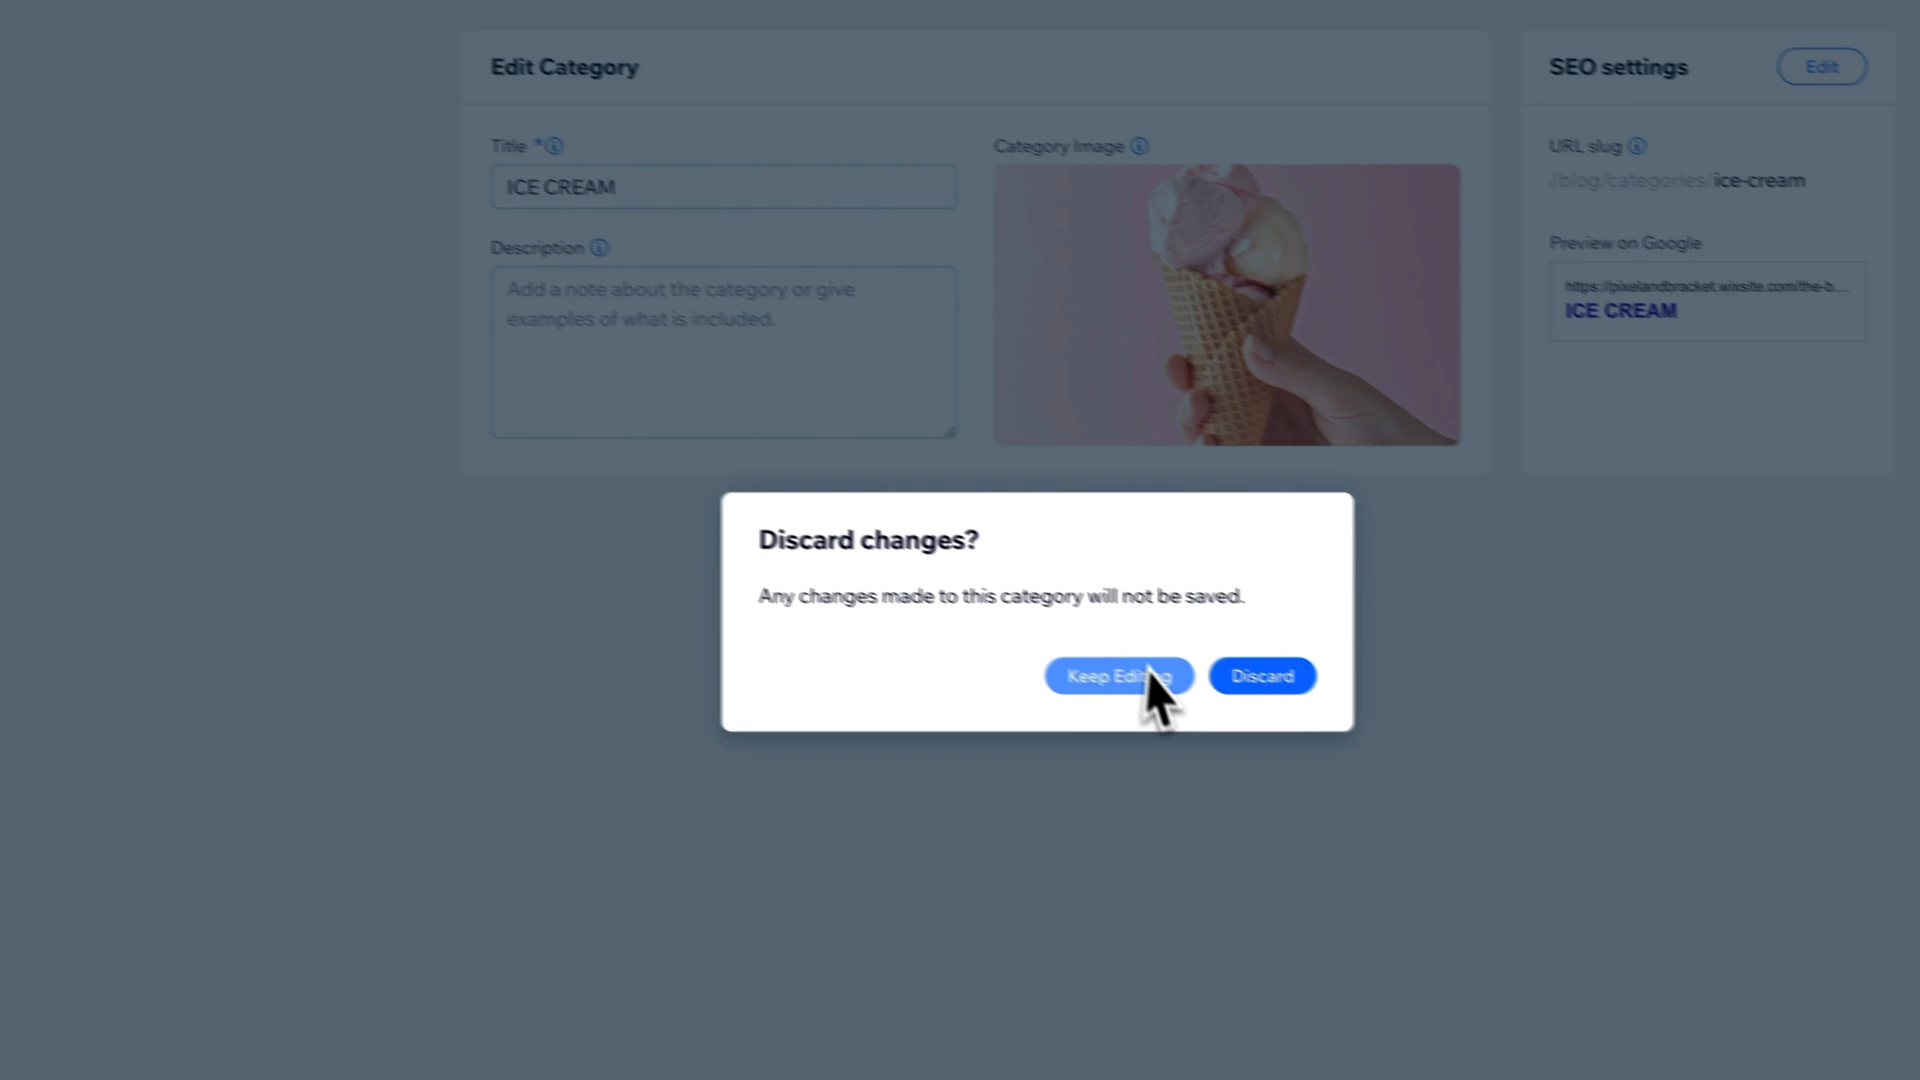 Edit Category
Title *
ICE CREAM
Description
Add a note about the category or give
examples of what is included.
Category Image
SEO settings
Edit
URL slug
/blog/categories/ice-cream
Preview on Google
https://pixelandbracket.wixsite.com/the-b...
ICE CREAM
Discard changes?
Any changes made to this category will not be saved.
Keep Editing
Discard